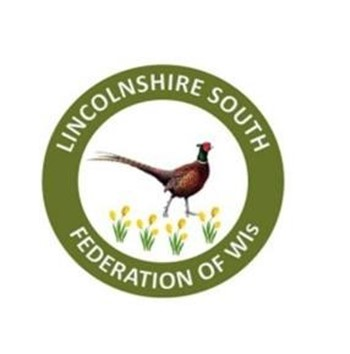 LINCOLNSHIRE SOUTH
FEDERATION OF WIs